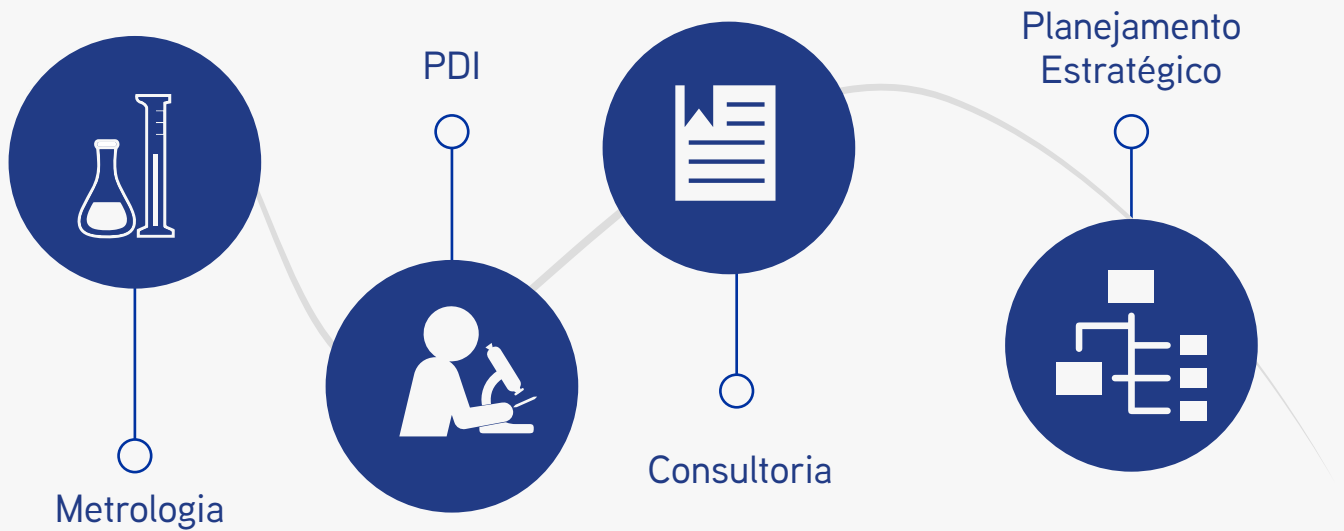 Metrologia
PDI
Consultoria
Planejamento
Estratégico